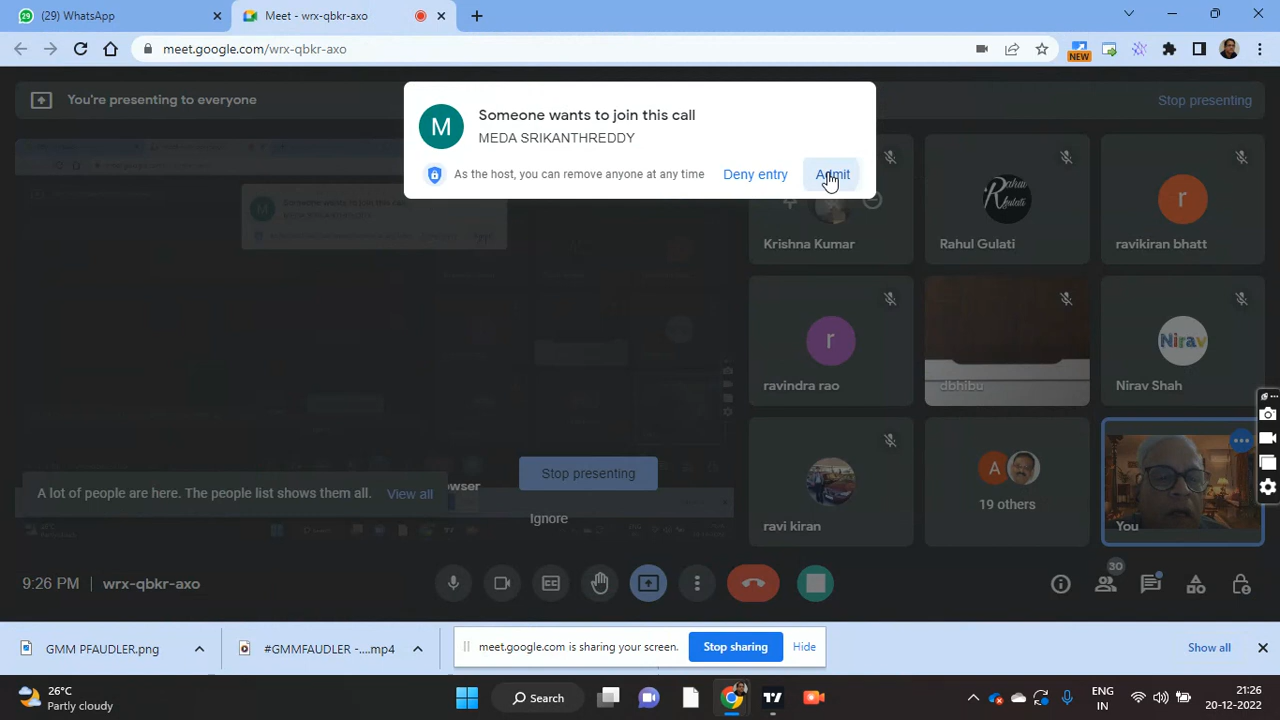 (29) WhatsApp
Meet - wrx-qbkr-axo
meet.google.com/wrx-qbkr-axo
NEW
You're presenting to everyone
Stop presenting
M
Someone wants to join this call
MEDA SRIKANTHREDDY
As the host, you can remove anyone at any time
Deny entry
Admit
Krishna Kumar
Rahul Gulati
Rahul Gulati
r
ravikiran bhatt
r
ravindra rao
dbhibu
Nirav
Nirav Shah
ravi kiran
A
19 others
You
Stop presenting
Ignore
A lot of people are here. The people list shows them all.
View all
owser
9:26 PM
wrx-qbkr-axo
30
GMM PFAUDLER.png
#GMMFAUDLER -....mp4
meet.google.com is sharing your screen.
Stop sharing
Hide
Show all
26°C
Partly cloudy
Search
ENG
IN
21:26
20-12-2022